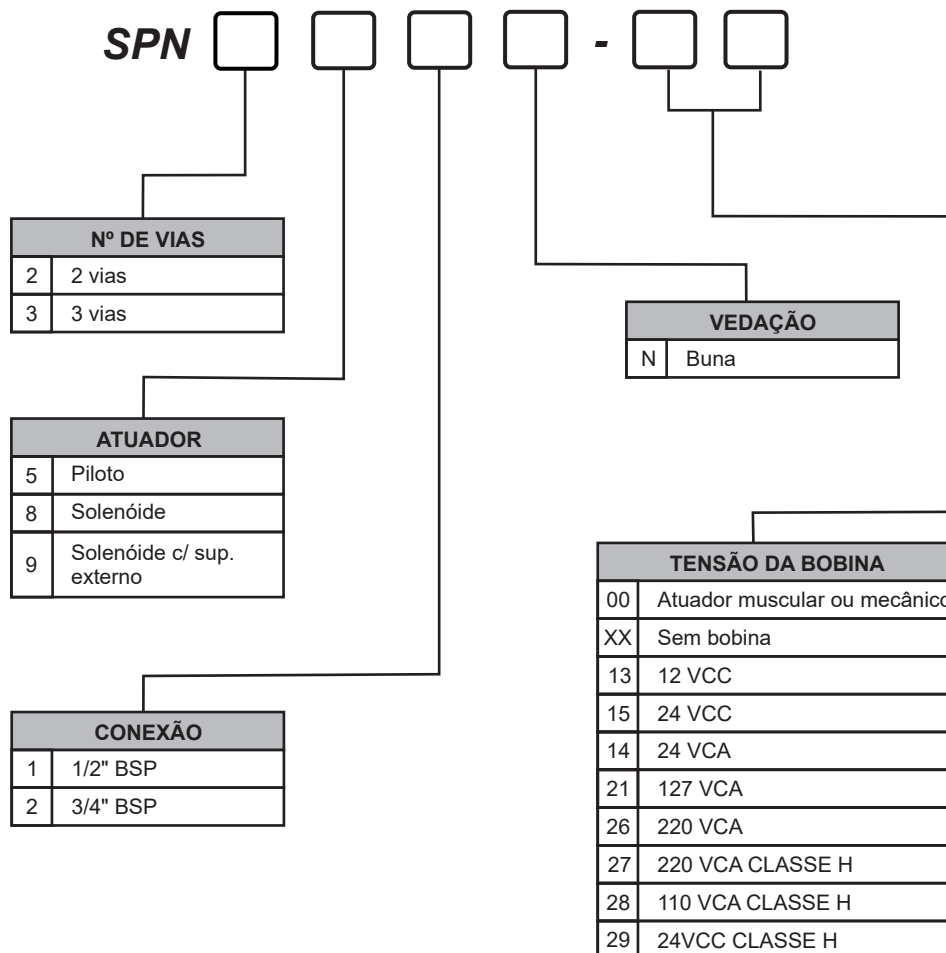 SPN -
Nº DE VIAS
2 2 vias
3 3 vias
VEDAÇÃO
N Buna
ATUADOR
5 Piloto
8 Solenóide
9 Solenóide c/ sup.
externo
CONEXÃO
1 1/2" BSP
2 3/4" BSP
TENSÃO DA BOBINA
00 Atuador muscular ou mecânico
XX Sem bobina
13 12 VCC
15 24 VCC
14 24 VCA
21 127 VCA
26 220 VCA
27 220 VCA CLASSE H
28 110 VCA CLASSE H
29 24VCC CLASSE H